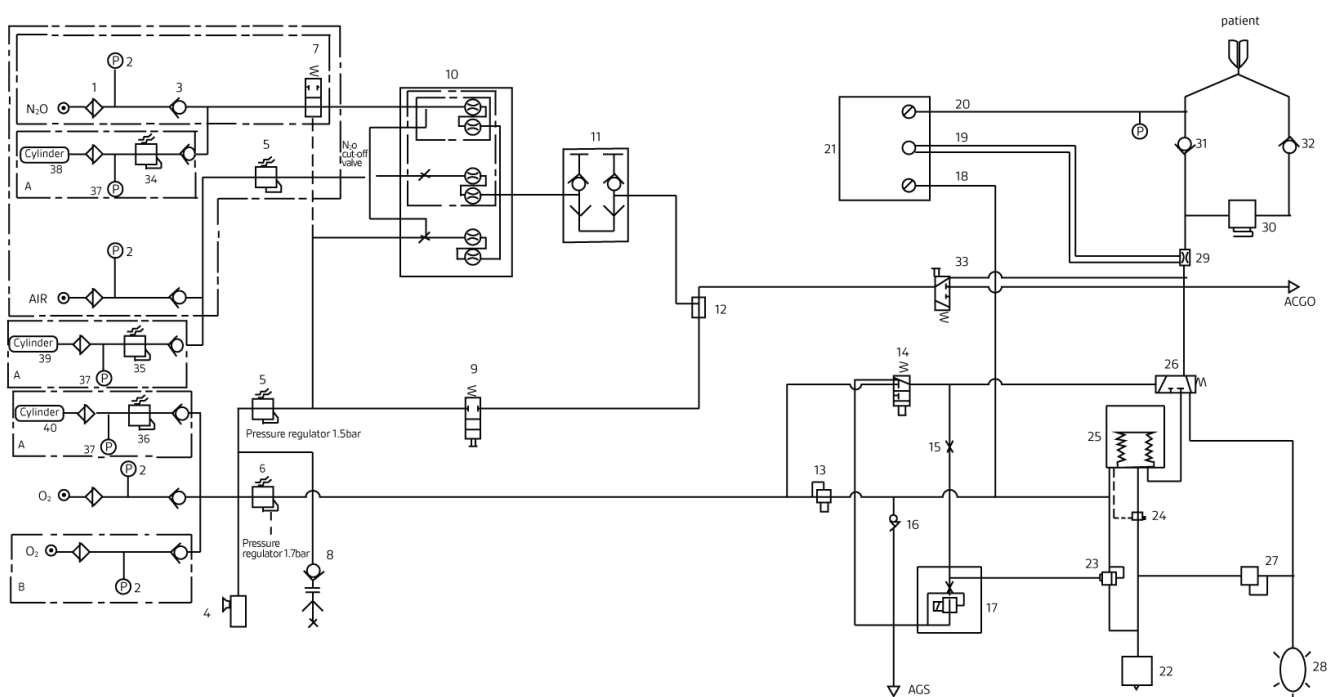 patient
7
P 2
10
1
3
20
N₂O
P
5
11
19
21
31
32
Cylinder
38
34
N₂o
cut-off
valve
18
A
37 P
30
P 2
33
29
AIR
12
ACGO
Cylinder
39
35
14
26
9
A
37 P
5
Cylinder
40
36
Pressure regulator 1.5bar
25
15
A
37 P
P 2
6
13
O₂
24
16
Pressure
regulator 1.7bar
O₂
8
23
27
B
P 2
17
4
22
28
AGS